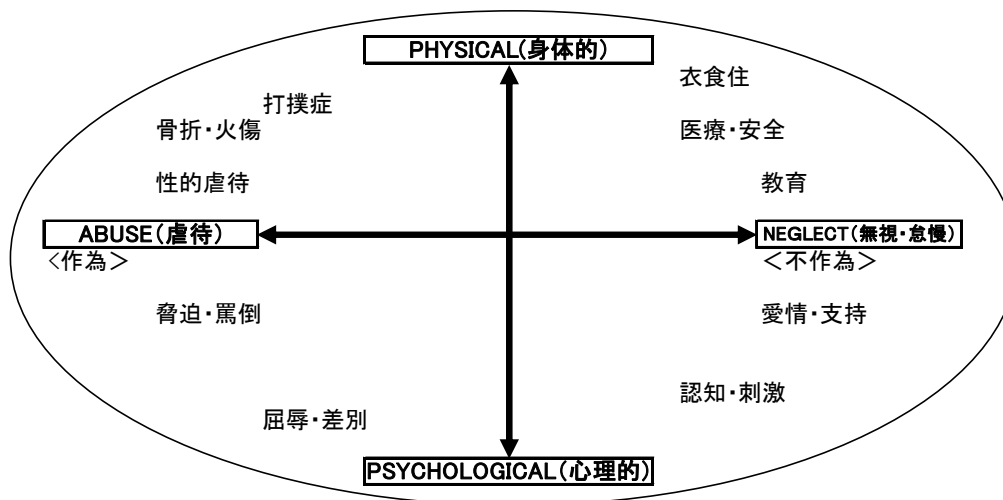 PHYSICAL(身体的)
衣食住
打撲症
骨折・火傷
医療・安全
性的虐待
教育
ABUSE(虐待)
NEGLECT(無視・怠慢)
<作為>
<不作為>
脅迫・罵倒
愛情・支持
認知・刺激
屈辱・差別
PSYCHOLOGICAL(心理的)